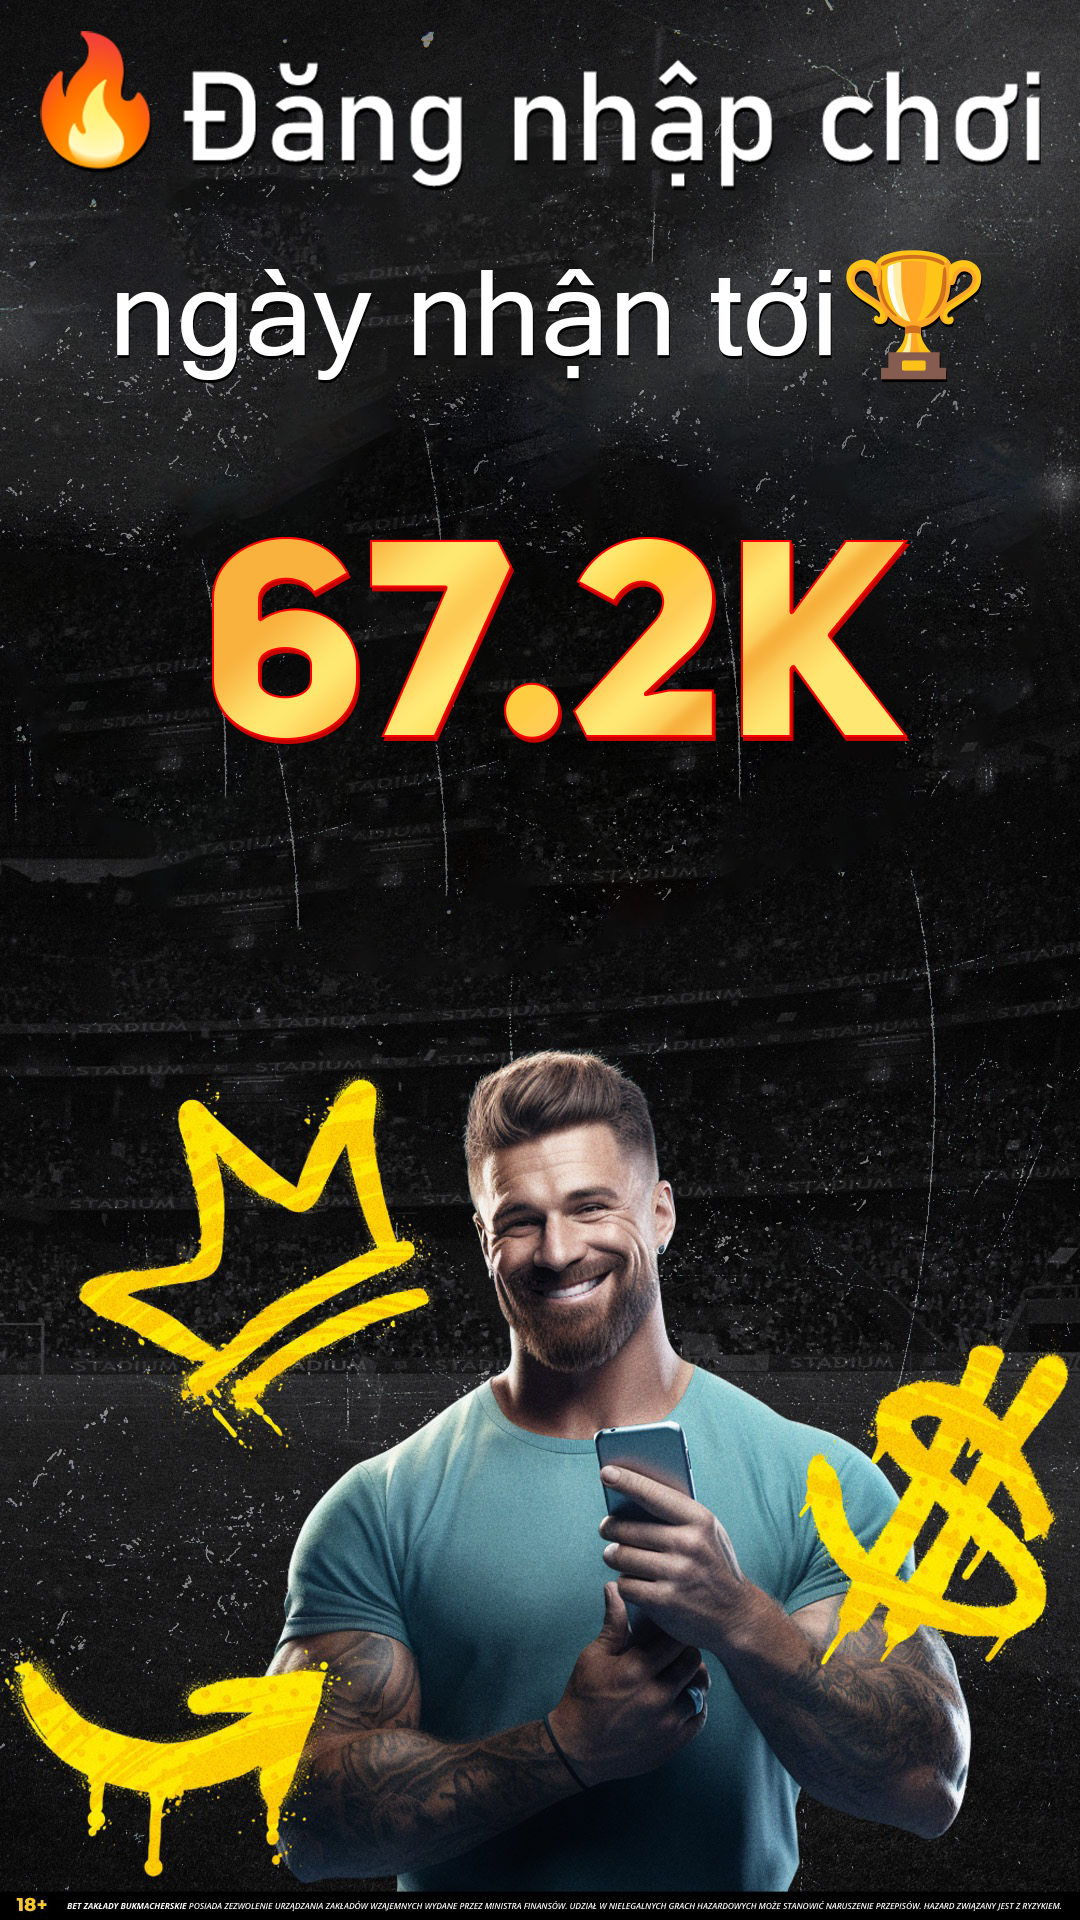 🔥 Đăng nhập chơi
ngày nhận tới🏆
67.2K
18+ BET ZAKŁADY BUKMACHERSKIE POSIADA ZEZWOLENIE URZĄDZANIA ZAKŁADÓW WZAJEMNYCH WYDANE PRZEZ MINISTRA FINANSÓW. UDZIAŁ W NIELEGALNYCH GRACH HAZARDOWYCH MOŻE STANOWIĆ NARUSZENIE PRZEPISÓW. HAZARD ZWIĄZANY JEST Z RYZYKIEM.